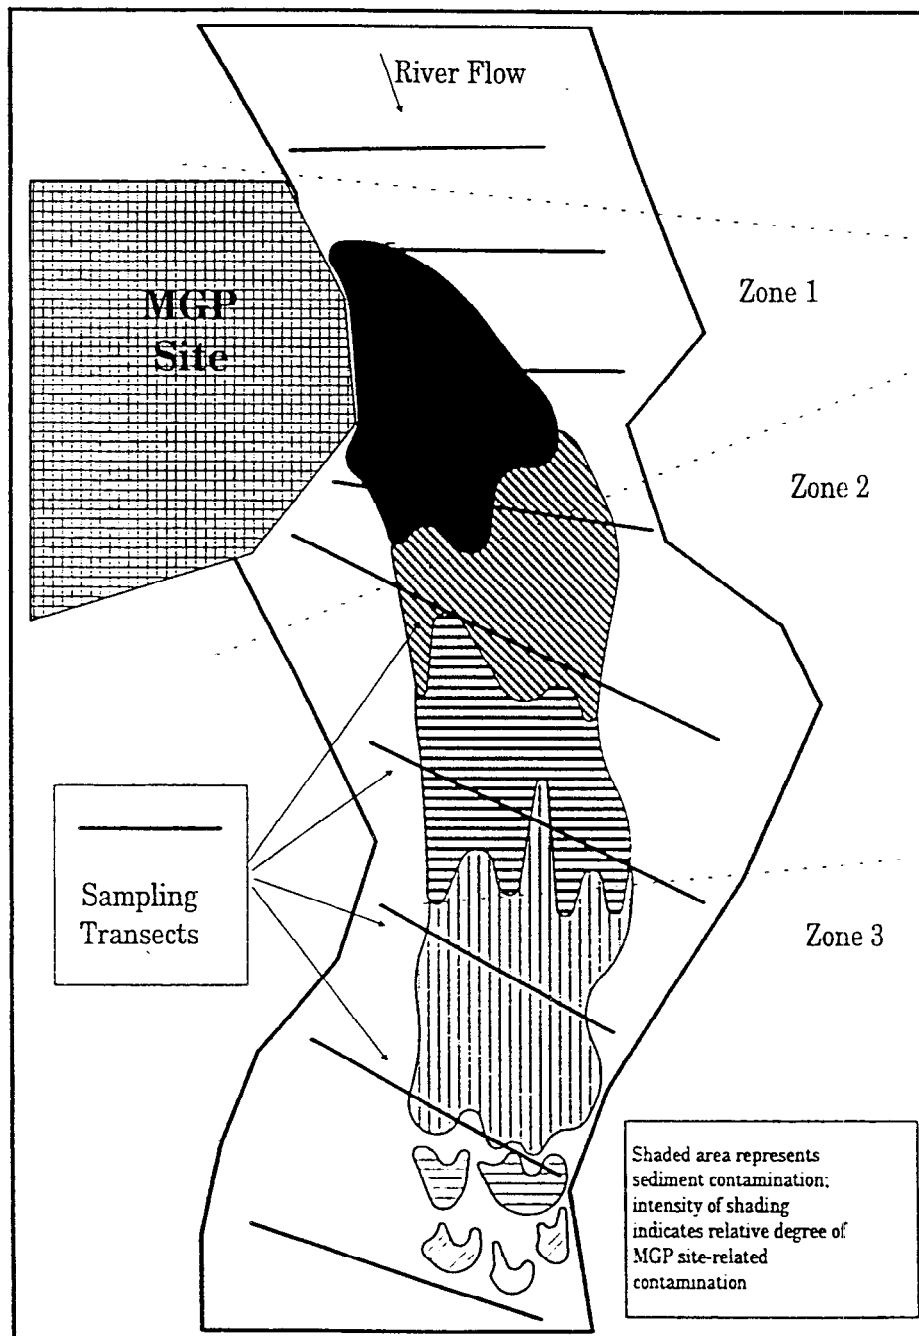 River Flow
Zone 1
MGP
Site
Zone 2
Sampling
Transects
Zone 3
Shaded area represents
sediment contamination;
intensity of shading
indicates relative degree of
MGP site-related
contamination